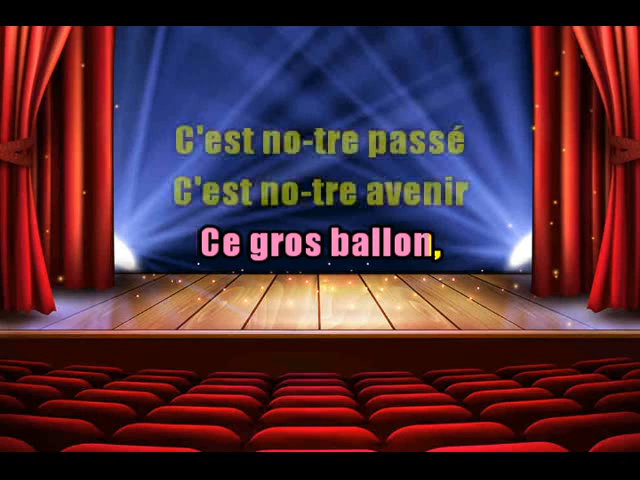 C'est no-tre passé
C'est no-tre avenir
Ce gros ballon,